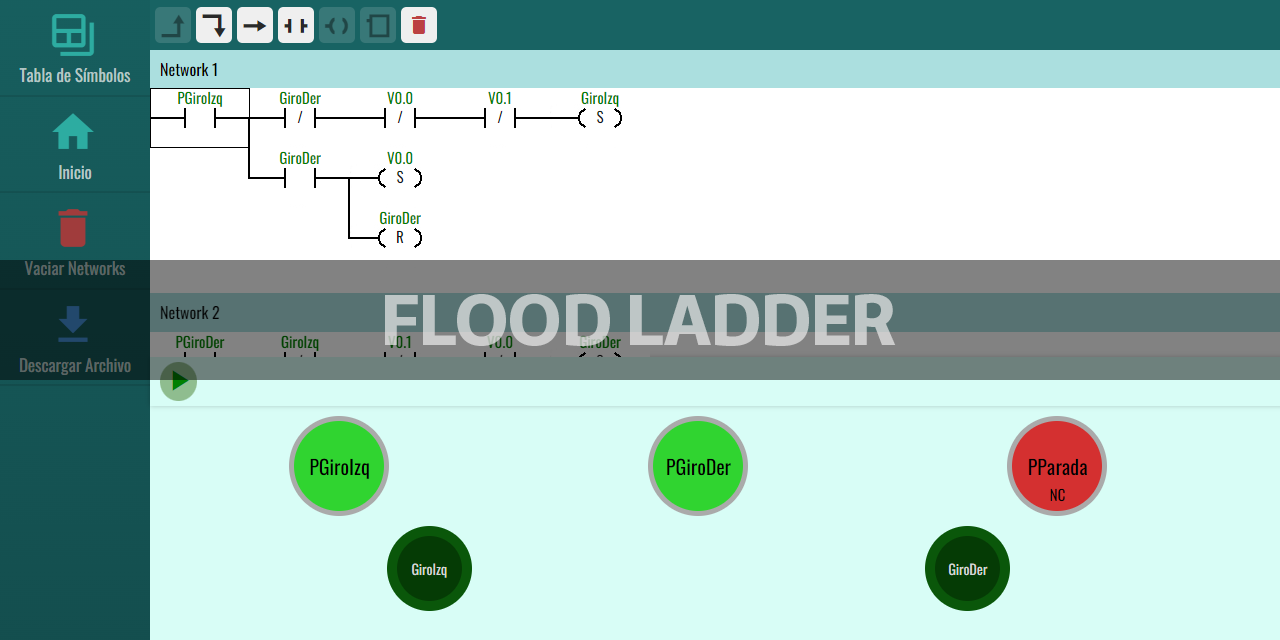 Tabla de Símbolos
Inicio
Vaciar Networks
Descargar Archivo
Network 1
PGiroIzq GiroDer V0.0 V0.1 GiroIzq
/ / / S
GiroDer V0.0
S
GiroDer
R
FLOOD LADDER
Network 2
PGiroDer GiroIzq V0.1 V0.0 GiroDer
PGiroIzq PGiroDer PParada
NC
GiroIzq GiroDer